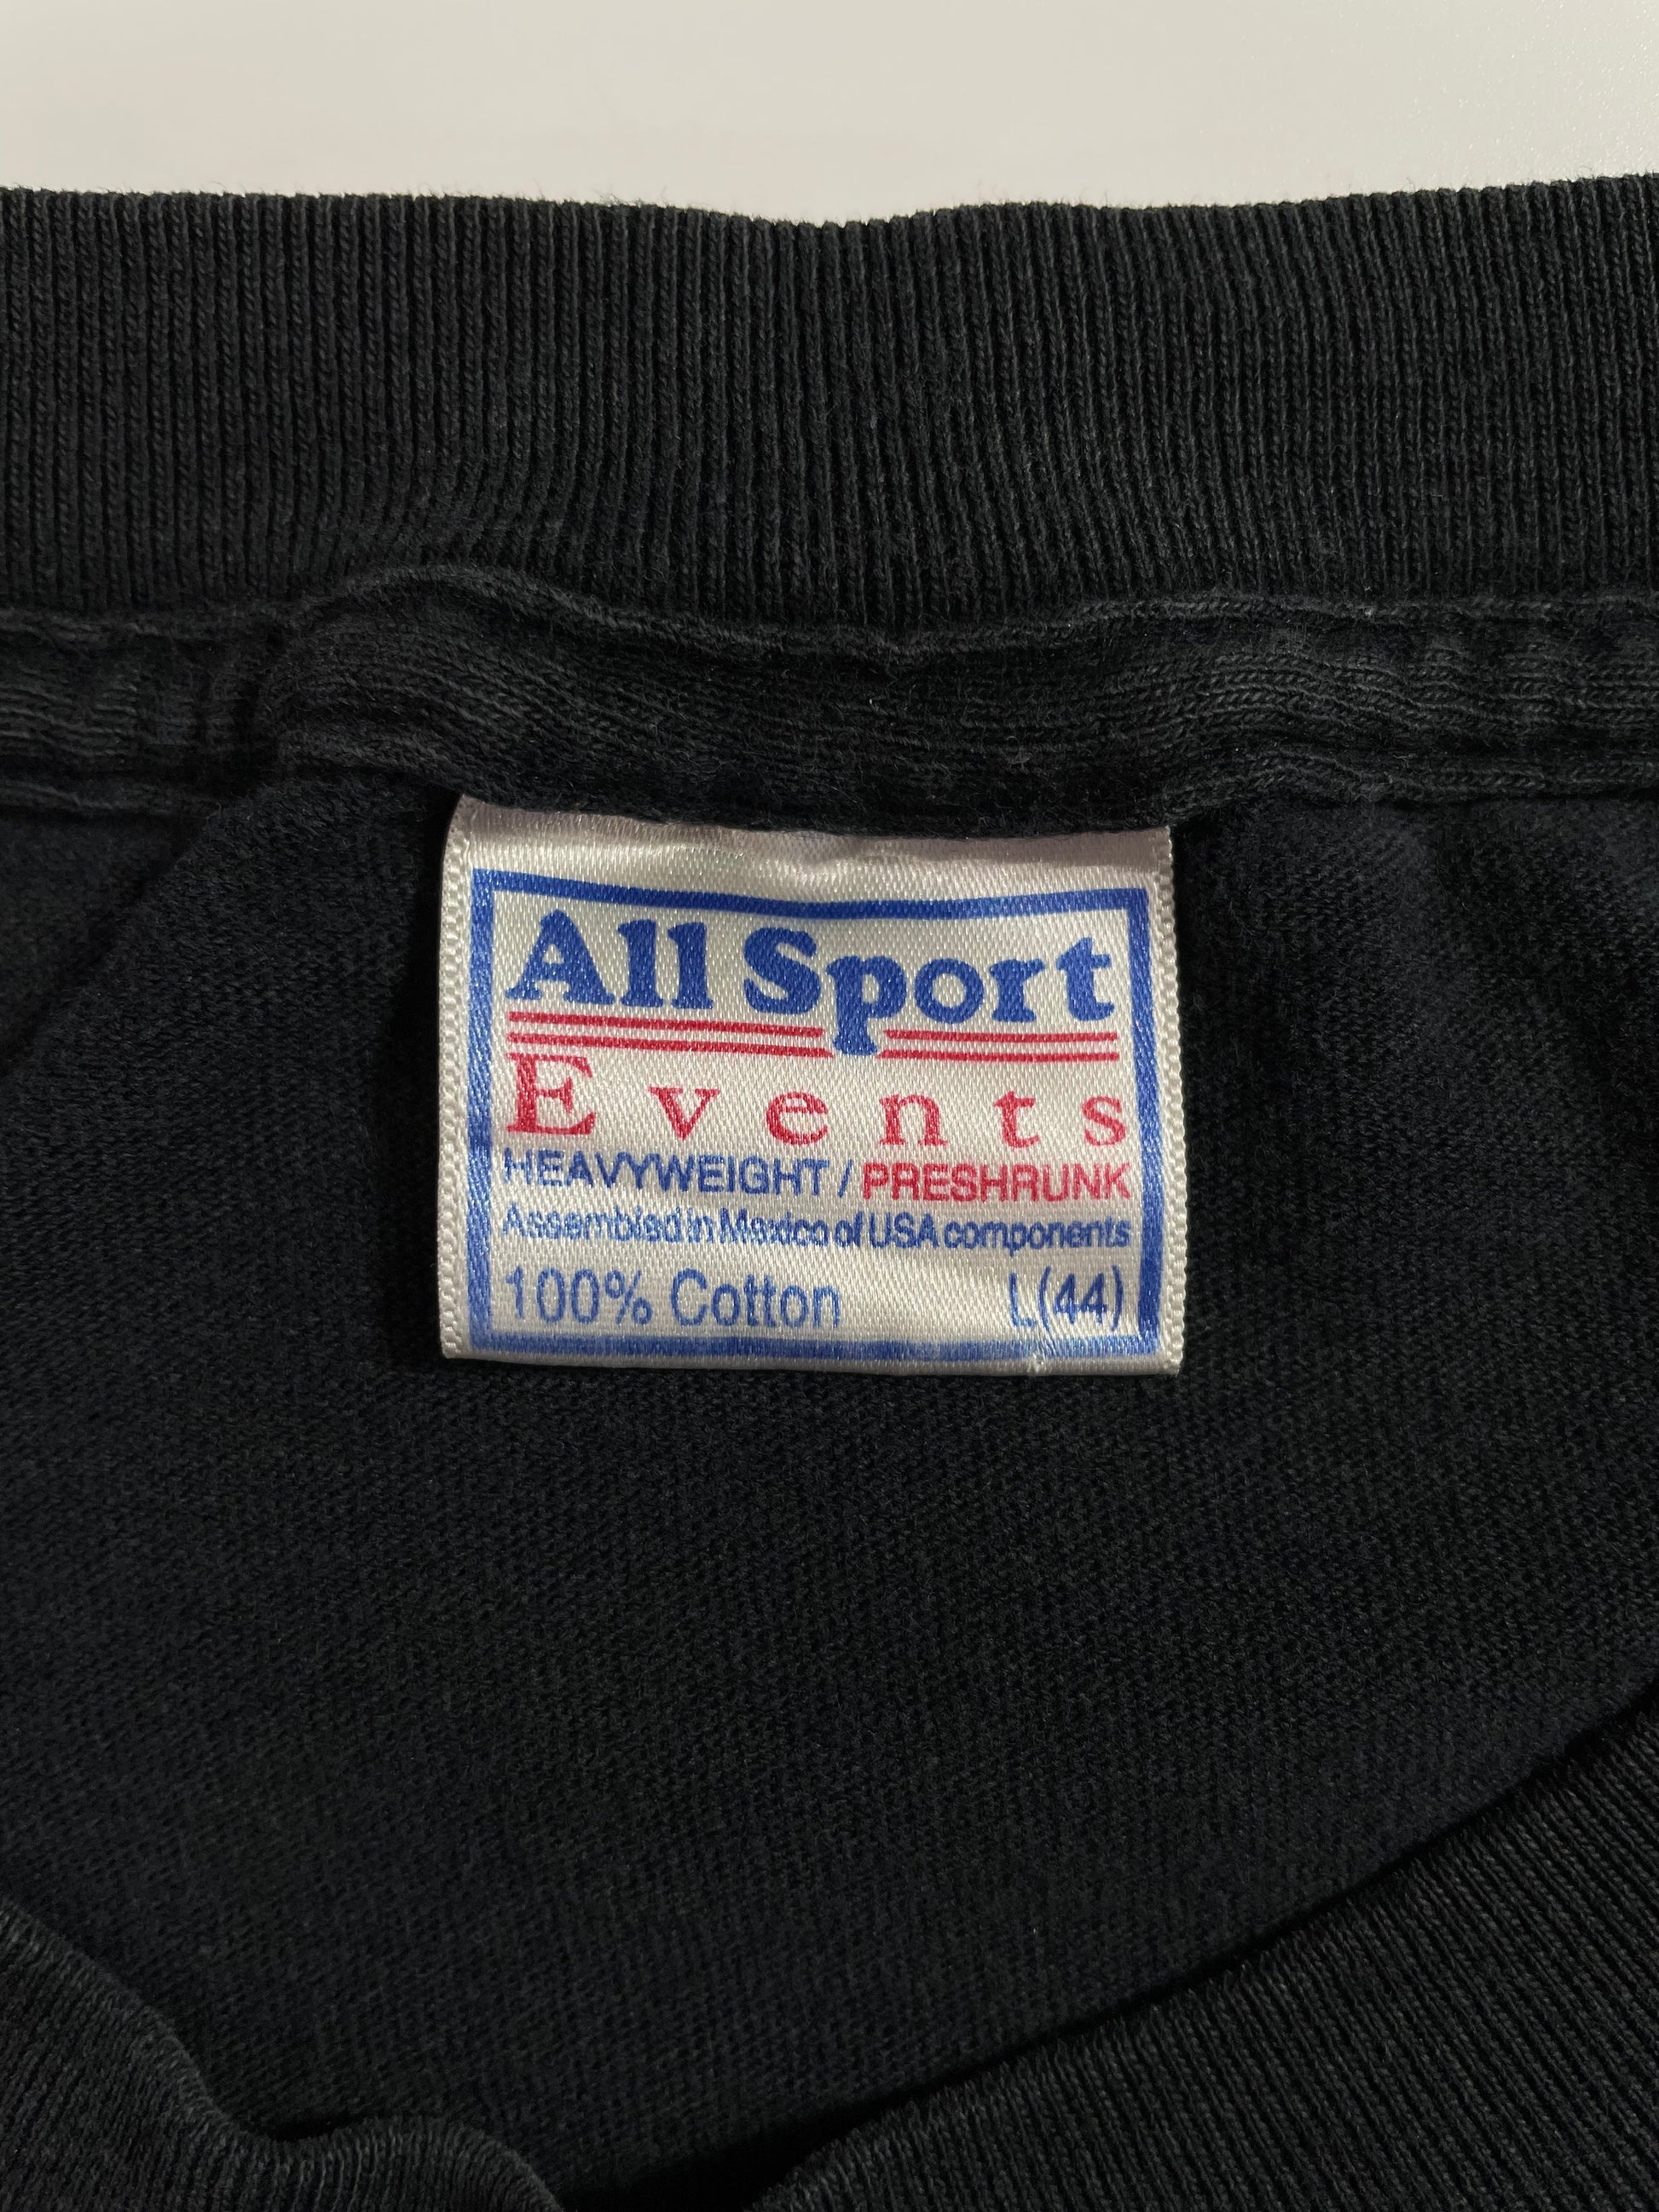 All Sport
Events
HEAVYWEIGHT / PRESHRUNK
Assembled in Mexico of USA components
100% Cotton L(44)